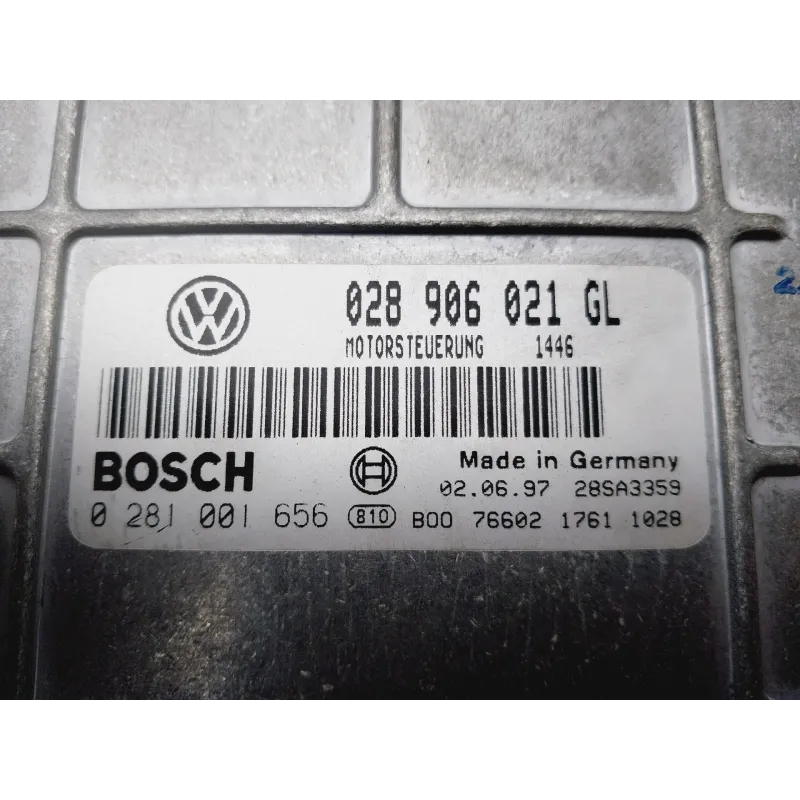 028 906 021 GL
MOTORSTEUERUNG 1446
BOSCH
Made in Germany
02.06.97 28SA3359
0 281 001 656 810 B00 76602 1761 1028